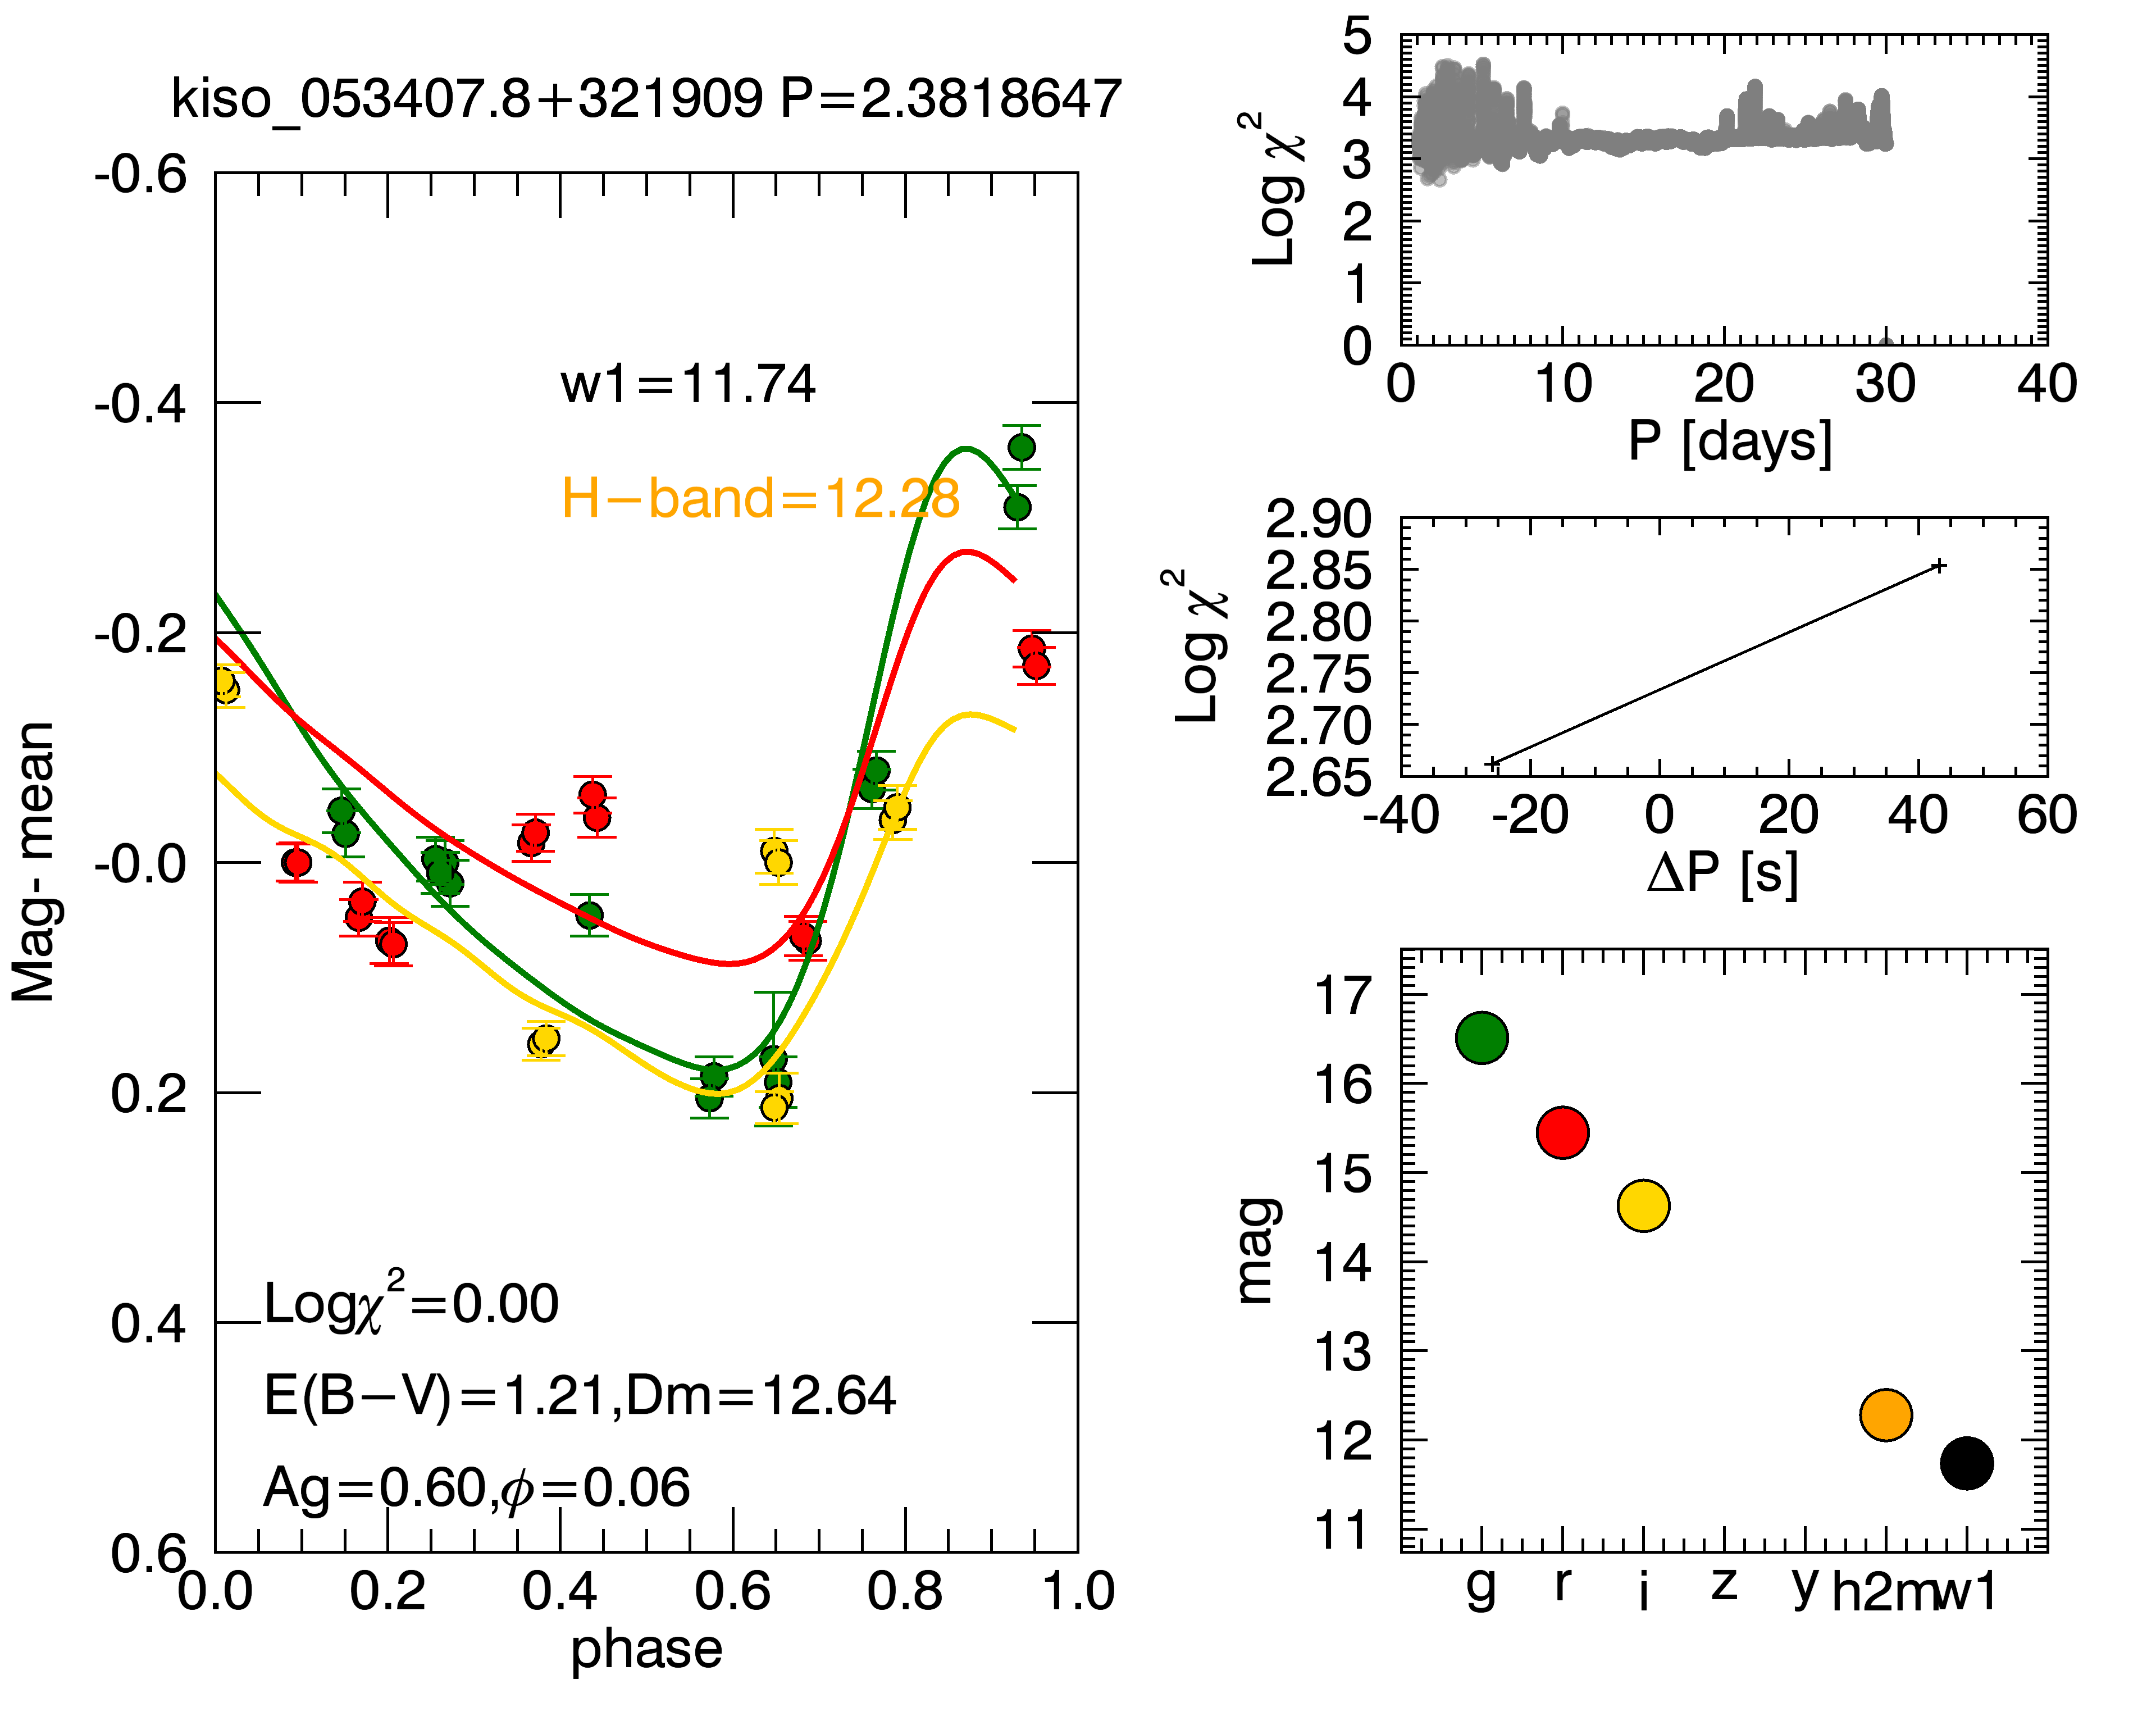 kiso_053407.8+321909 P=2.3818647
-0.6
-0.4
-0.2
-0.0
0.2
0.4
0.6
Mag- mean
w1=11.74
H-band=12.28
Logχ²=0.00
E(B-V)=1.21,Dm=12.64
Ag=0.60,ϕ=0.06
0.0 0.2 0.4 0.6 0.8 1.0
phase
5
4
3
2
1
0
Log χ²
0 10 20 30 40
P [days]
2.90
2.85
2.80
2.75
2.70
2.65
Log χ²
-40 -20 0 20 40 60
ΔP [s]
17
16
15
14
13
12
11
mag
g r i z y h2m w1